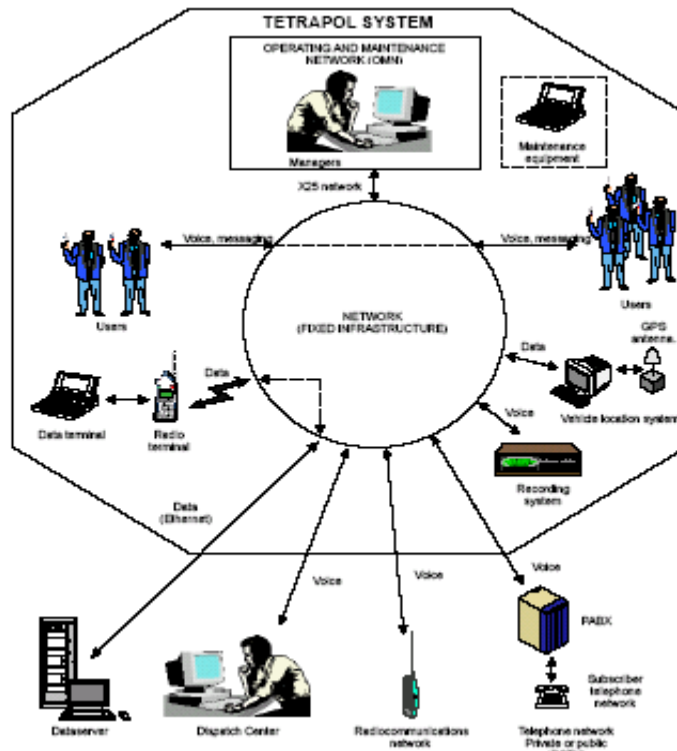 TETRAPOL SYSTEM
OPERATING AND MAINTENANCE
NETWORK (OMN)
Managers
Maintenance
equipment
X25 network
Voice, messaging
Voice, messaging
Users
Users
NETWORK
(FIXED INFRASTRUCTURE)
GPS
antenne.
Data
Data
Vehicle location system
Data terminal
Radio
terminal
Voice
Recording
system
Data
(Ethernet)
Voice
Voice
Voice
PABX
Subscriber
telephone
network
Dataserver
Dispatch Center
Radiocommunications
network
Telephone network
Private or public